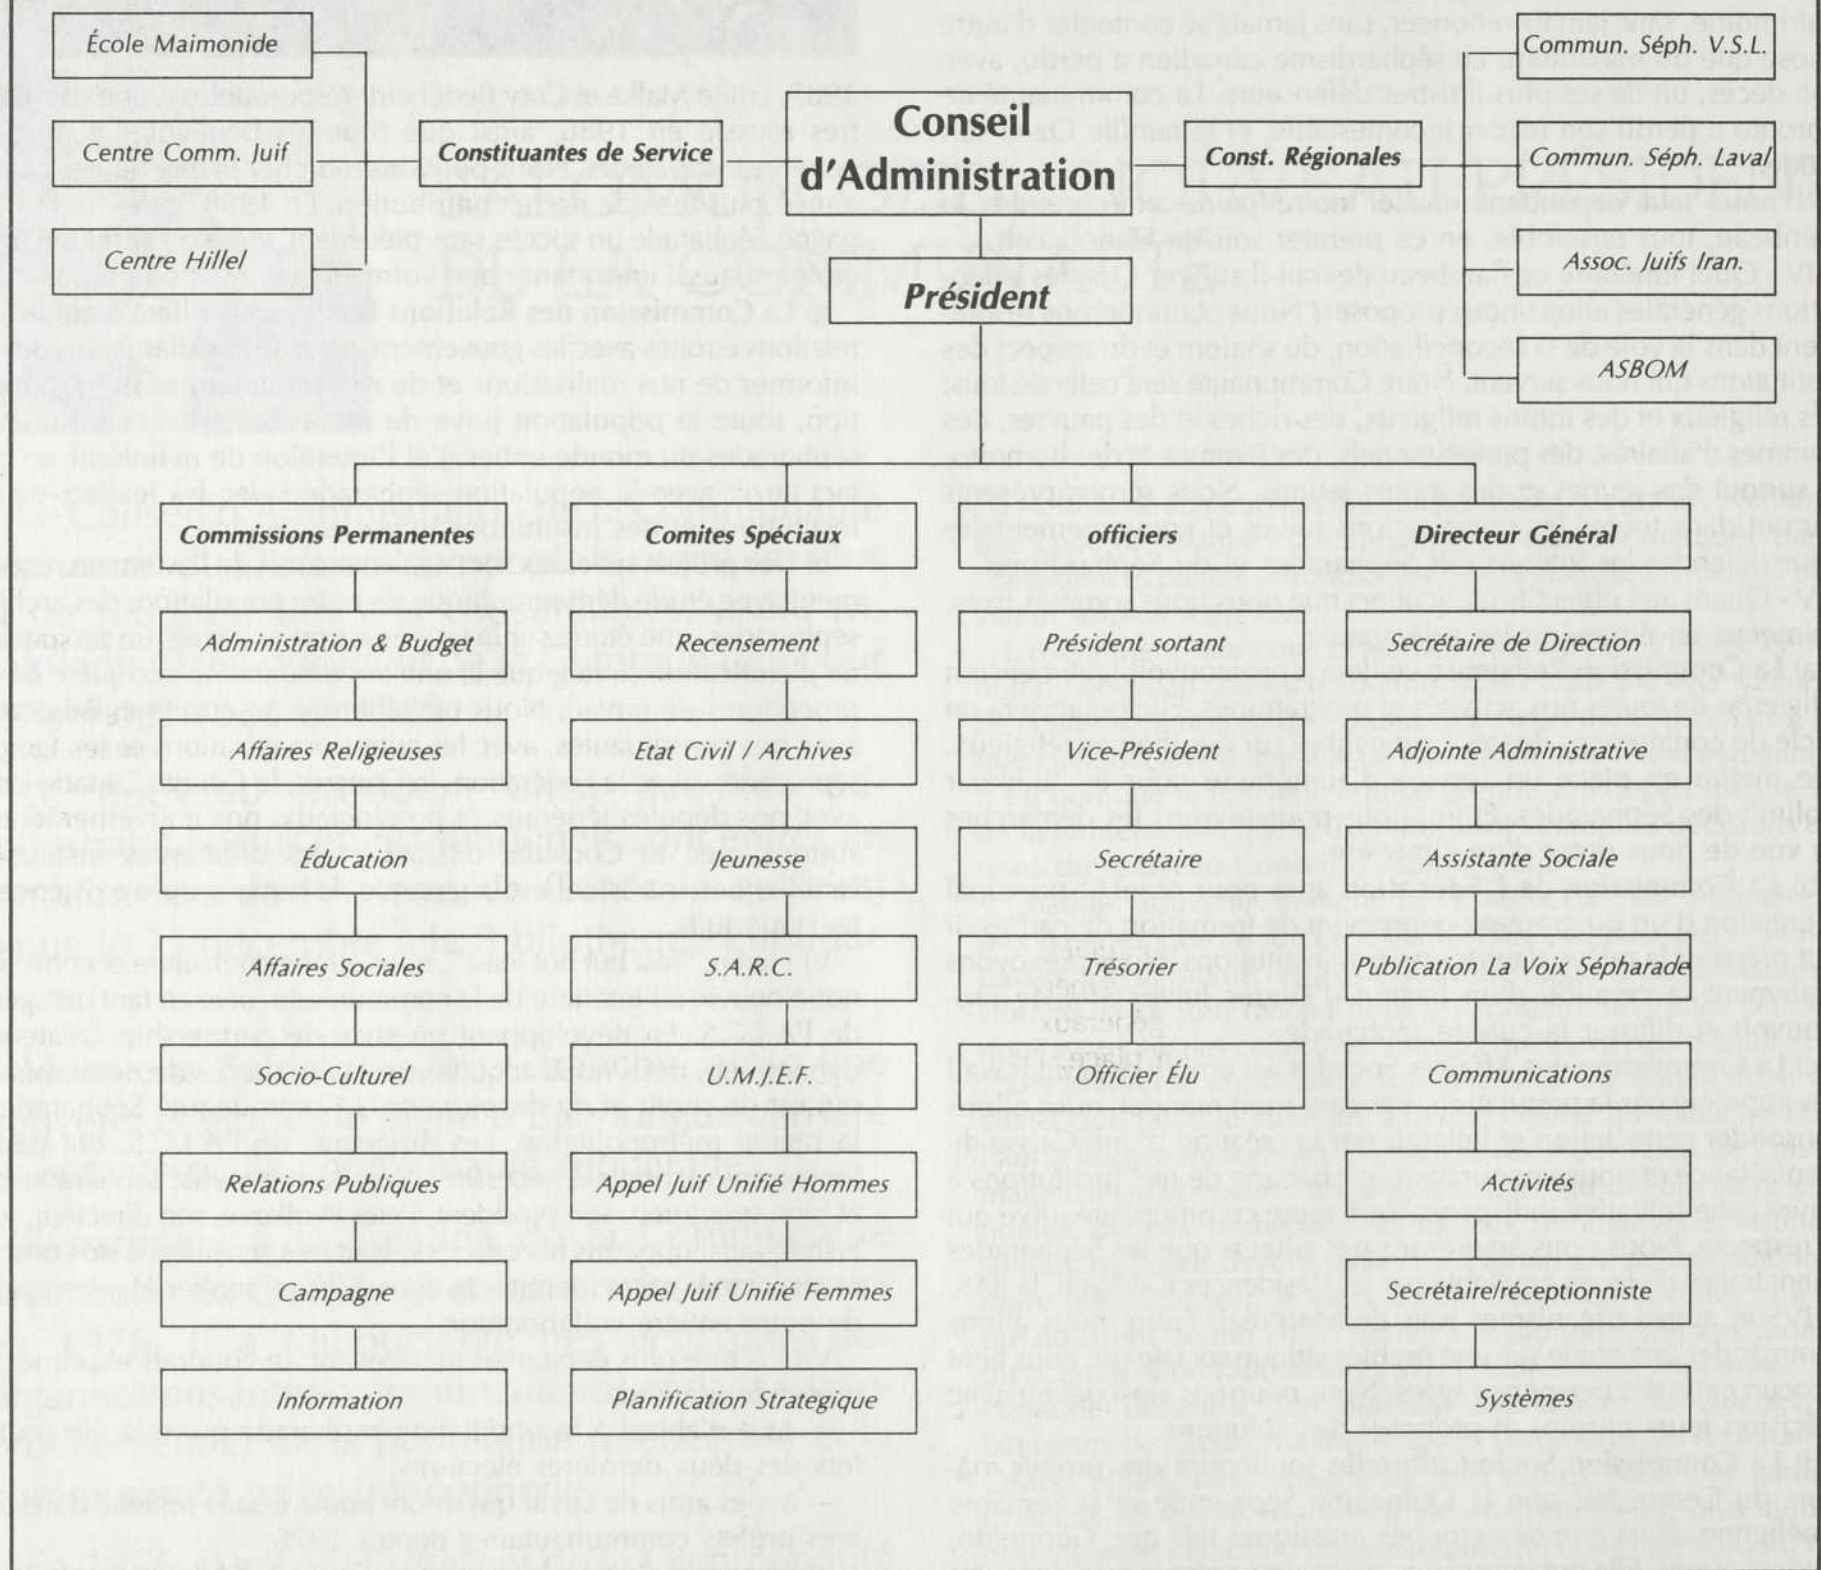 École Maimonide
Centre Comm. Juif
Centre Hillel
Constituantes de Service
Conseil
d'Administration
Président
Const. Régionales
Commun. Séph. V.S.L.
Commun. Séph. Laval
Assoc. Juifs Iran.
ASBOM
Commissions Permanentes
Administration & Budget
Affaires Religieuses
Éducation
Affaires Sociales
Socio-Culturel
Relations Publiques
Campagne
Information
Comites Spéciaux
Recensement
Etat Civil / Archives
Jeunesse
S.A.R.C.
U.M.J.E.F.
Appel Juif Unifié Hommes
Appel Juif Unifié Femmes
Planification Strategique
officiers
Président sortant
Vice-Président
Secrétaire
Trésorier
Officier Élu
Directeur Général
Secrétaire de Direction
Adjointe Administrative
Assistante Sociale
Publication La Voix Sépharade
Communications
Activités
Secrétaire/réceptionniste
Systèmes